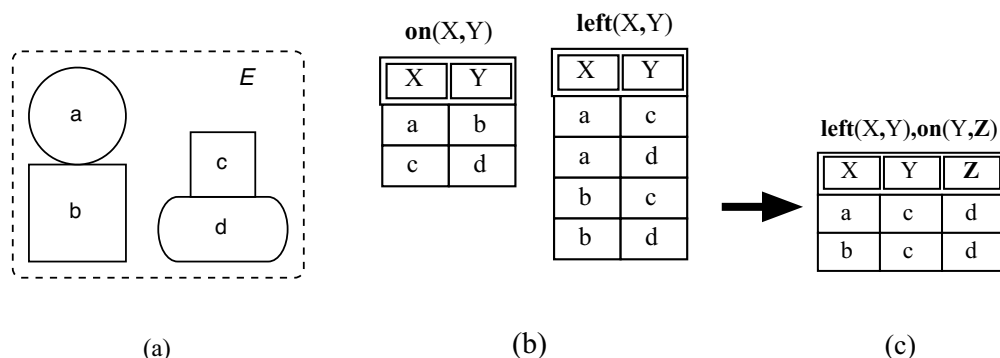 E
a
c
b
d
(a)
on(X,Y)
X Y
a b
c d
left(X,Y)
X Y
a c
a d
b c
b d
(b)
left(X,Y),on(Y,Z)
X Y Z
a c d
b c d
(c)